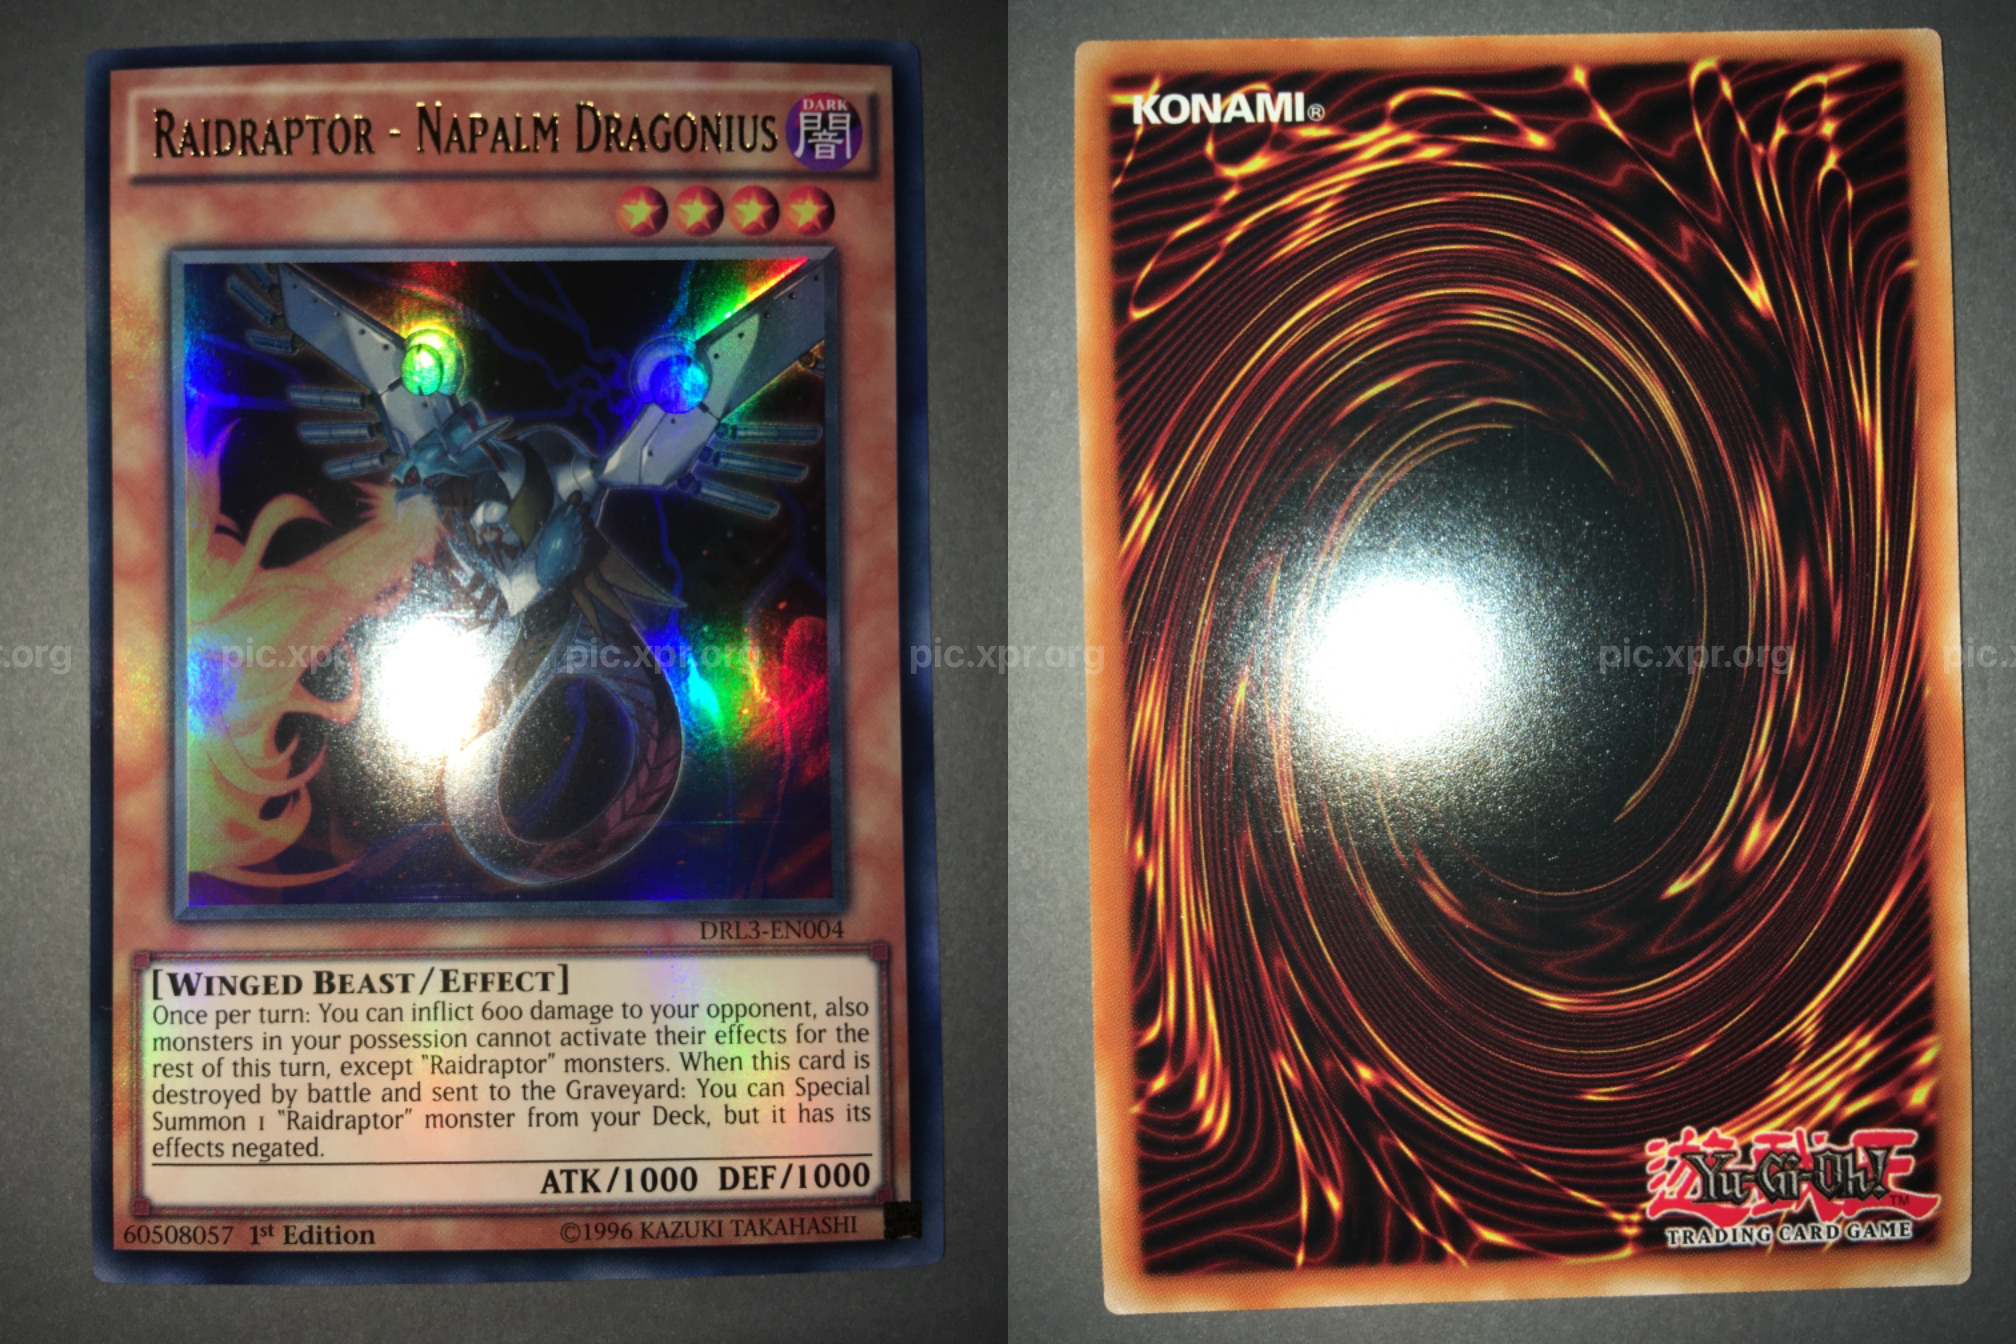 RAIDRAPTOR - NAPALM DRAGONIUS
DARK
闇
DRL3-EN004
[WINGED BEAST/EFFECT]
Once per turn: You can inflict 600 damage to your opponent, also
monsters in your possession cannot activate their effects for the
rest of this turn, except "Raidraptor" monsters. When this card is
destroyed by battle and sent to the Graveyard: You can Special
Summon 1 "Raidraptor" monster from your Deck, but it has its
effects negated.
ATK/1000 DEF/1000
60508057 1st Edition
©1996 KAZUKI TAKAHASHI
KONAMI®
遊戯王
Yu-Gi-Oh!™
TRADING CARD GAME
r.org pic.xpr.org pic.xpr.org pic.xpr.org pic.xpr.org pic.x